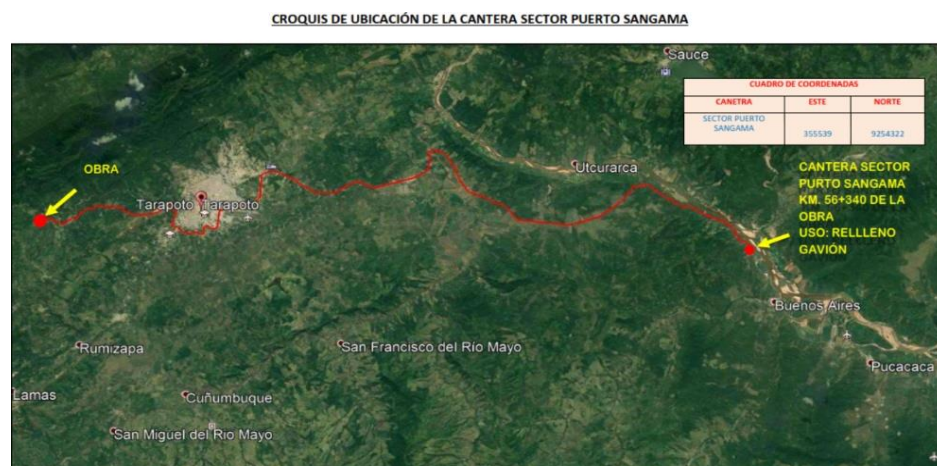 CROQUIS DE UBICACIÓN DE LA CANTERA SECTOR PUERTO SANGAMA
Sauce
CUADRO DE COORDENADAS
CANETRA ESTE NORTE
SECTOR PUERTO
SANGAMA
355539 9254322
OBRA
Utcurarca
CANTERA SECTOR
PURTO SANGAMA
KM. 56+340 DE LA
OBRA
USO: RELLLENO
GAVIÓN
Tarapoto Tarapoto
Buenos Aires
Rumizapa
San Francisco del Río Mayo
Pucacaca
Lamas
Cuñumbuque
San Miguel del Rio Mayo